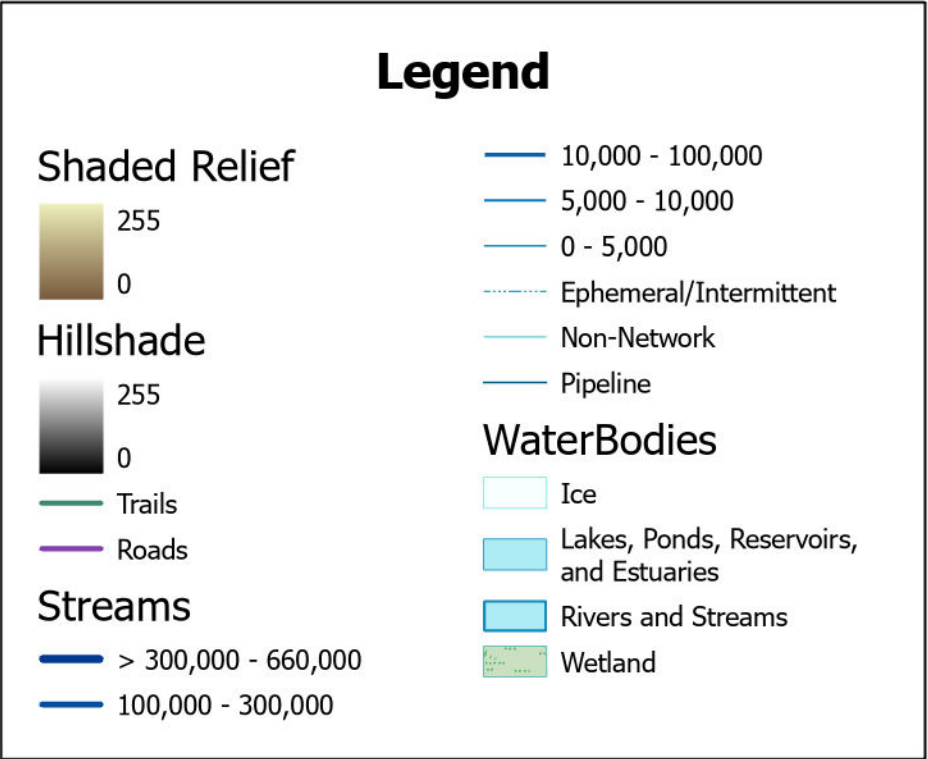 Legend
Shaded Relief
255
0
Hillshade
255
0
Trails
Roads
Streams
> 300,000 - 660,000
100,000 - 300,000
10,000 - 100,000
5,000 - 10,000
0 - 5,000
Ephemeral/Intermittent
Non-Network
Pipeline
WaterBodies
Ice
Lakes, Ponds, Reservoirs,
and Estuaries
Rivers and Streams
Wetland